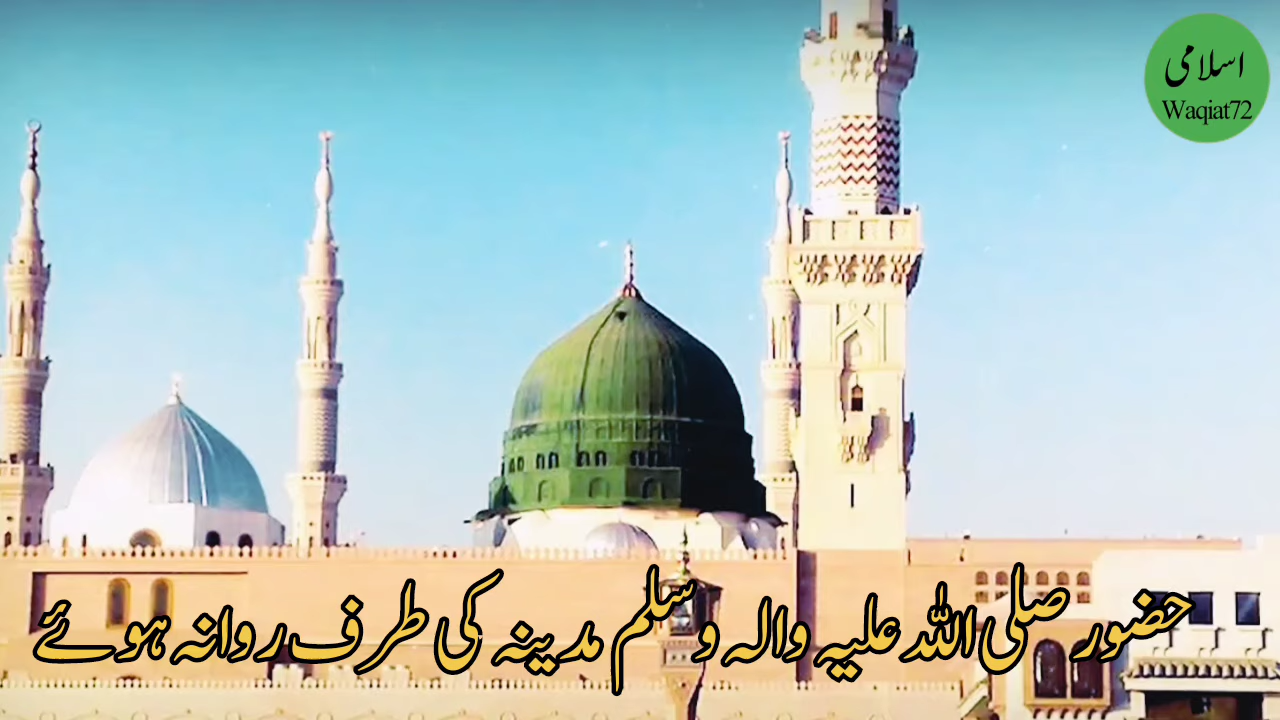 اسلامی
Waqiat72
حضور صلی اللہ علیہ والہ وسلم مدینہ کی طرف روانہ ہوئے